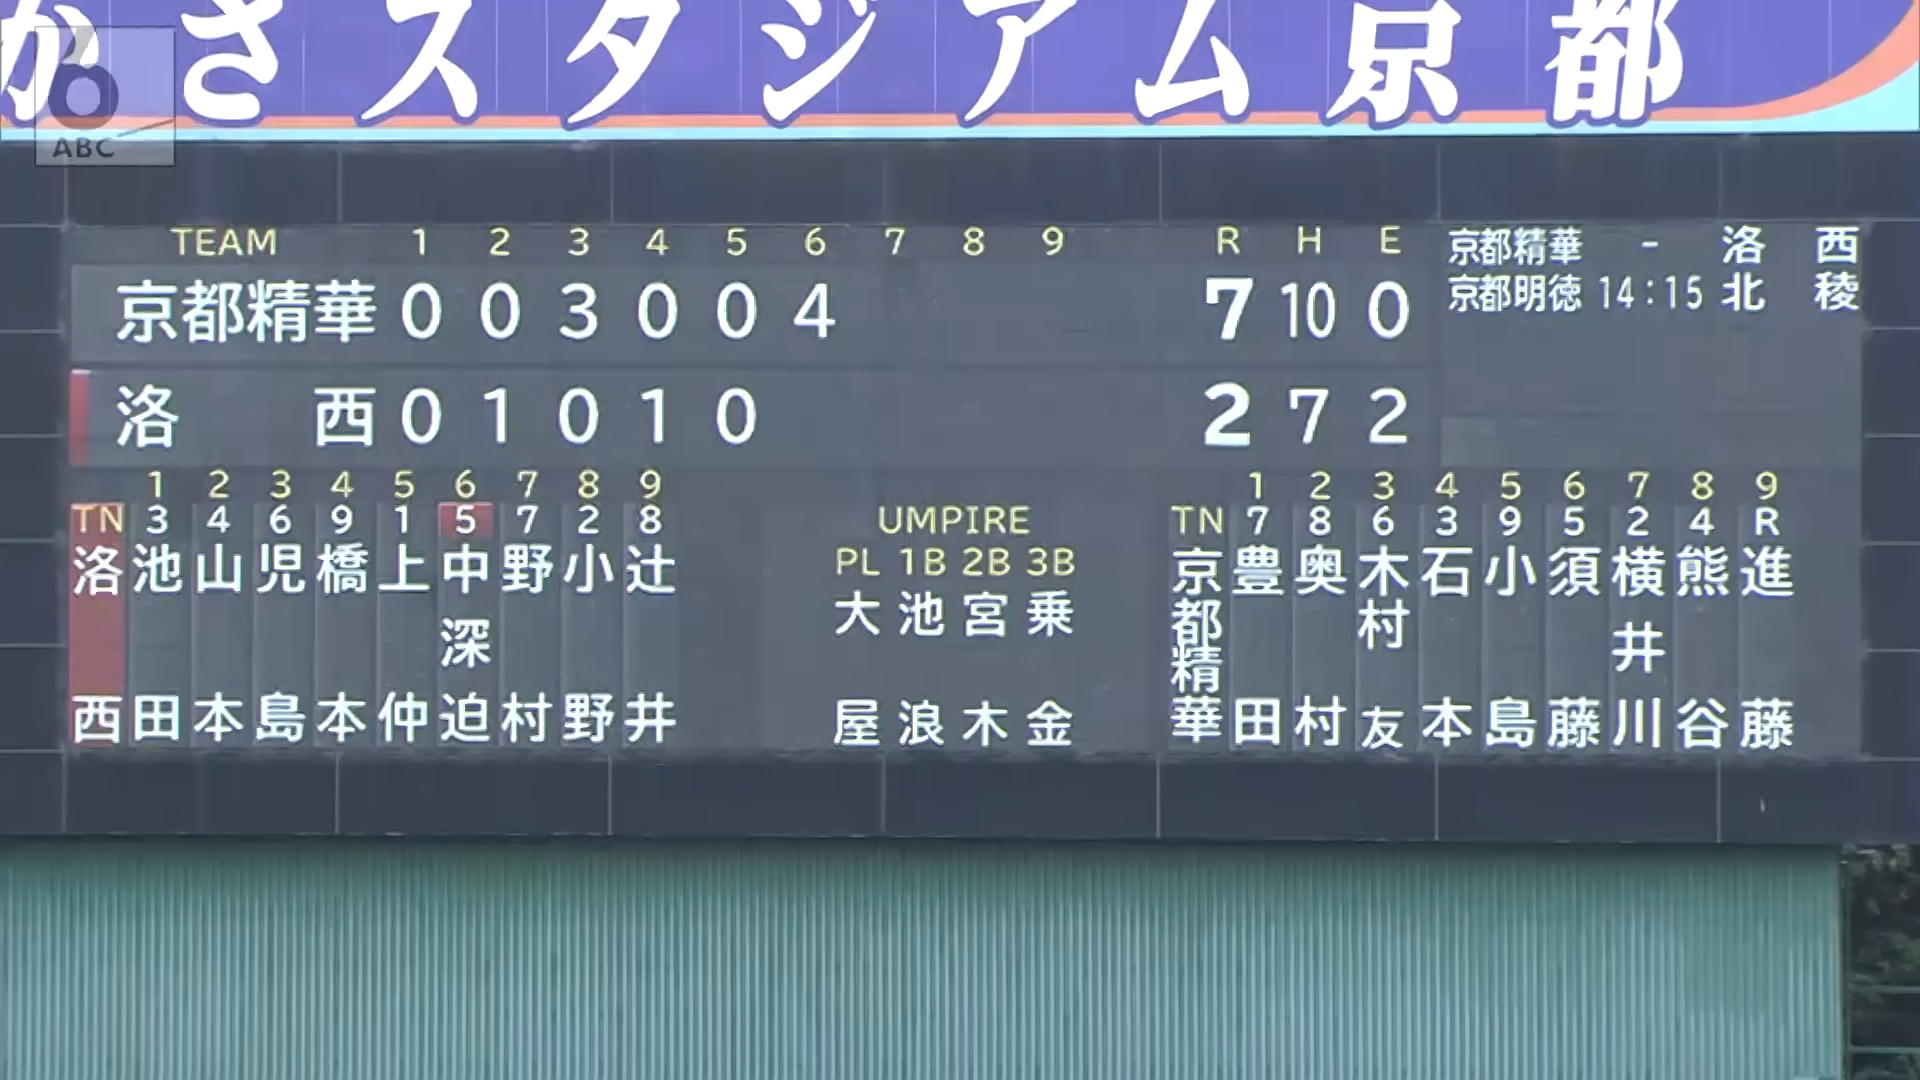 かさスタジアム京都
6
ABC
TEAM 1 2 3 4 5 6 7 8 9 R H E
京都精華 0 0 3 0 0 4 7 10 0
洛西 0 1 0 1 0 2 7 2
京都精華 - 洛西
京都明徳 14:15 北稜
1 2 3 4 5 6 7 8 9
TN 3 4 6 9 1 5 7 2 8
洛西 池田 山本 児島 橋本 上仲 中深迫 野村 小野 辻井
UMPIRE
PL 1B 2B 3B
大屋 池浪 宮木 乗金
1 2 3 4 5 6 7 8 9
TN 7 8 6 3 9 5 2 4 R
京都精華 豊田 奥村 木村友 石本 小島 須藤 横井川 熊谷 進藤